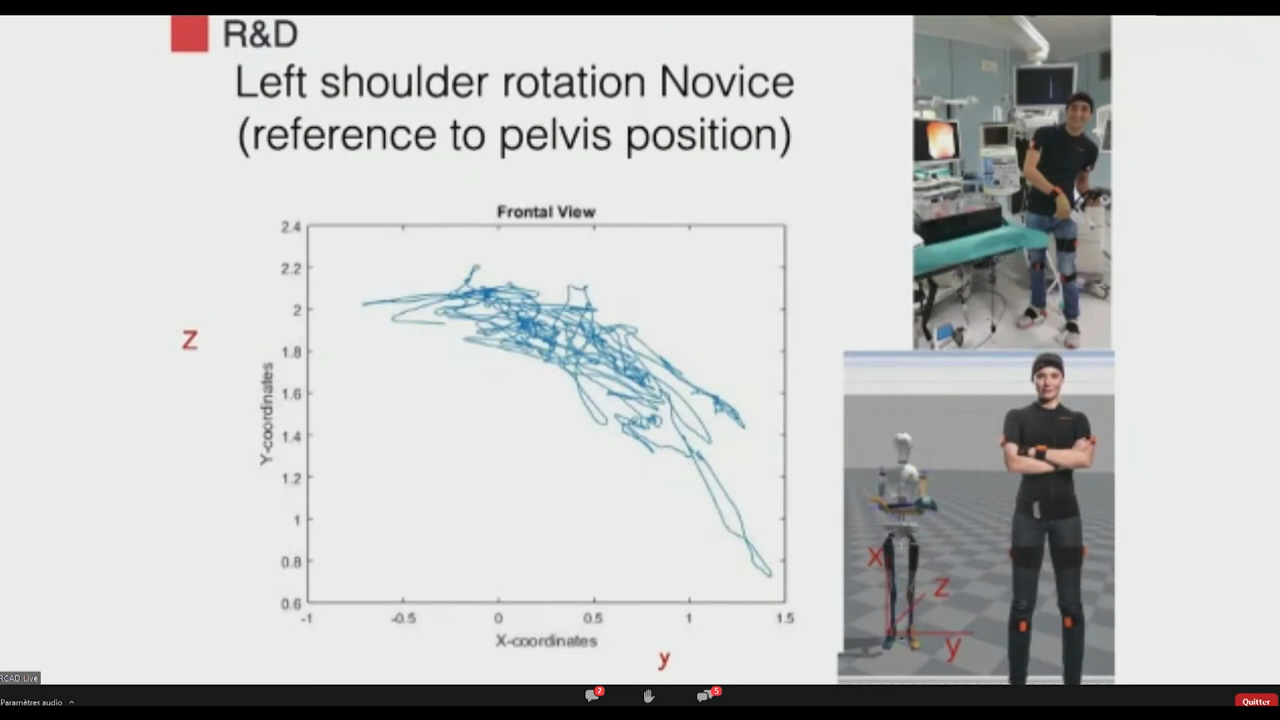 R&D
Left shoulder rotation Novice
(reference to pelvis position)
Frontal View
2.4
2.2
2
1.8
1.6
1.4
1.2
1
0.8
0.6
Y-coordinates
Z
-1
-0.5
0
0.5
1
1.5
X-coordinates
y
X
Z
y
RCAD Live
Paramètres audio
2
5
Quitter